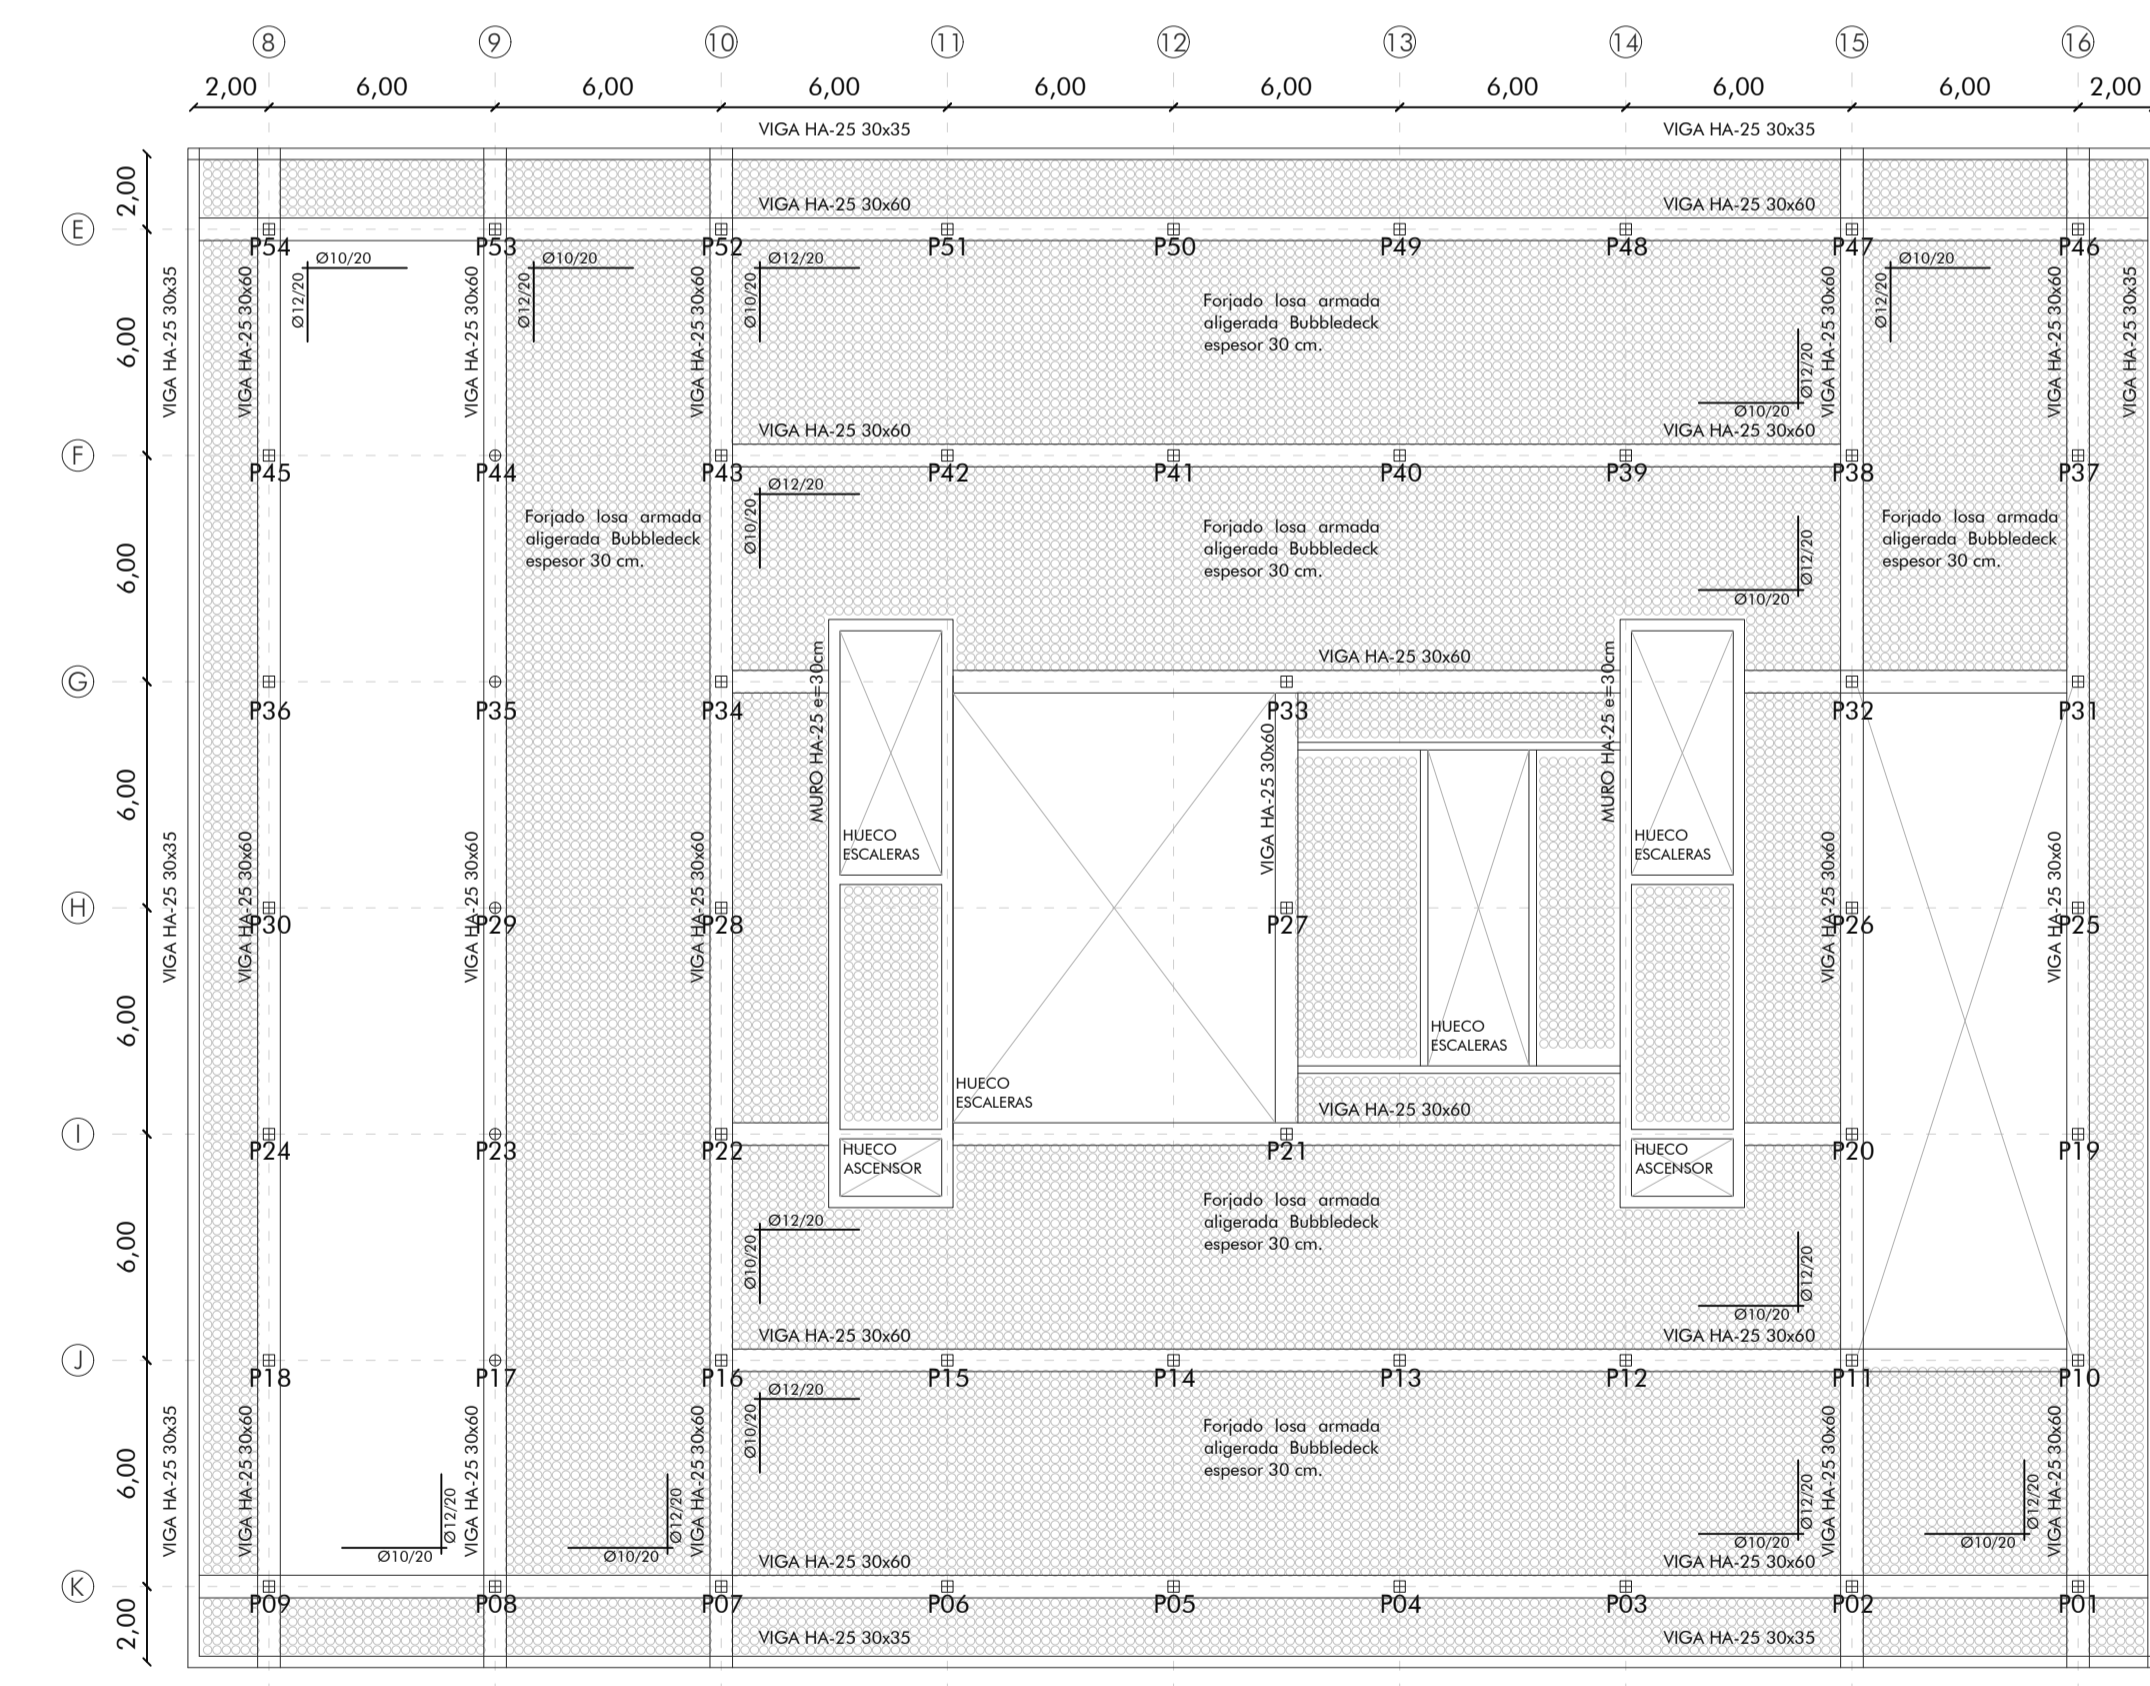 8 9 10 11 12 13 14 15 16
2,00 6,00 6,00 6,00 6,00 6,00 6,00 6,00 6,00 2,00
VIGA HA-25 30x35 VIGA HA-25 30x35
2,00
VIGA HA-25 30x60 VIGA HA-25 30x60
E
P54 P53 P52 P51 P50 P49 P48 P47 P46
Ø10/20 Ø10/20 Ø12/20 Ø10/20
Ø12/20 Ø12/20 Ø10/20 Ø12/20
VIGA HA-25 30x35 VIGA HA-25 30x60 VIGA HA-25 30x60 VIGA HA-25 30x60 VIGA HA-25 30x60 VIGA HA-25 30x60 VIGA HA-25 30x35
6,00
Forjado losa armada
aligerada Bubbledeck
espesor 30 cm.
Ø12/20
Ø10/20
VIGA HA-25 30x60 VIGA HA-25 30x60
F
P45 P44 P43 P42 P41 P40 P39 P38 P37
Ø12/20
Ø10/20
6,00
Forjado losa armada
aligerada Bubbledeck
espesor 30 cm.
Forjado losa armada
aligerada Bubbledeck
espesor 30 cm.
Forjado losa armada
aligerada Bubbledeck
espesor 30 cm.
Ø12/20
Ø10/20
VIGA HA-25 30x60
G
P36 P35 P34 P33 P32 P31
MURO HA-25 e=30cm
VIGA HA-25 30x60
MURO HA-25 e=30cm
6,00
HUECO
ESCALERAS
HUECO
ESCALERAS
VIGA HA-25 30x35 VIGA HA-25 30x60 VIGA HA-25 30x60 VIGA HA-25 30x60 VIGA HA-25 30x60 VIGA HA-25 30x60
H
P30 P29 P28 P27 P26 P25
6,00
HUECO
ESCALERAS
HUECO
ESCALERAS
VIGA HA-25 30x60
I
P24 P23 P22 P21 P20 P19
HUECO
ASCENSOR
HUECO
ASCENSOR
6,00
Forjado losa armada
aligerada Bubbledeck
espesor 30 cm.
Ø12/20
Ø10/20
Ø12/20
Ø10/20
VIGA HA-25 30x60 VIGA HA-25 30x60
J
P18 P17 P16 P15 P14 P13 P12 P11 P10
Ø12/20
Ø10/20
6,00
Forjado losa armada
aligerada Bubbledeck
espesor 30 cm.
VIGA HA-25 30x35 VIGA HA-25 30x60 VIGA HA-25 30x60 VIGA HA-25 30x60 VIGA HA-25 30x60 VIGA HA-25 30x60
Ø12/20 Ø12/20 Ø12/20 Ø12/20
Ø10/20 Ø10/20 Ø10/20 Ø10/20
VIGA HA-25 30x60 VIGA HA-25 30x60
K
P09 P08 P07 P06 P05 P04 P03 P02 P01
2,00
VIGA HA-25 30x35 VIGA HA-25 30x35